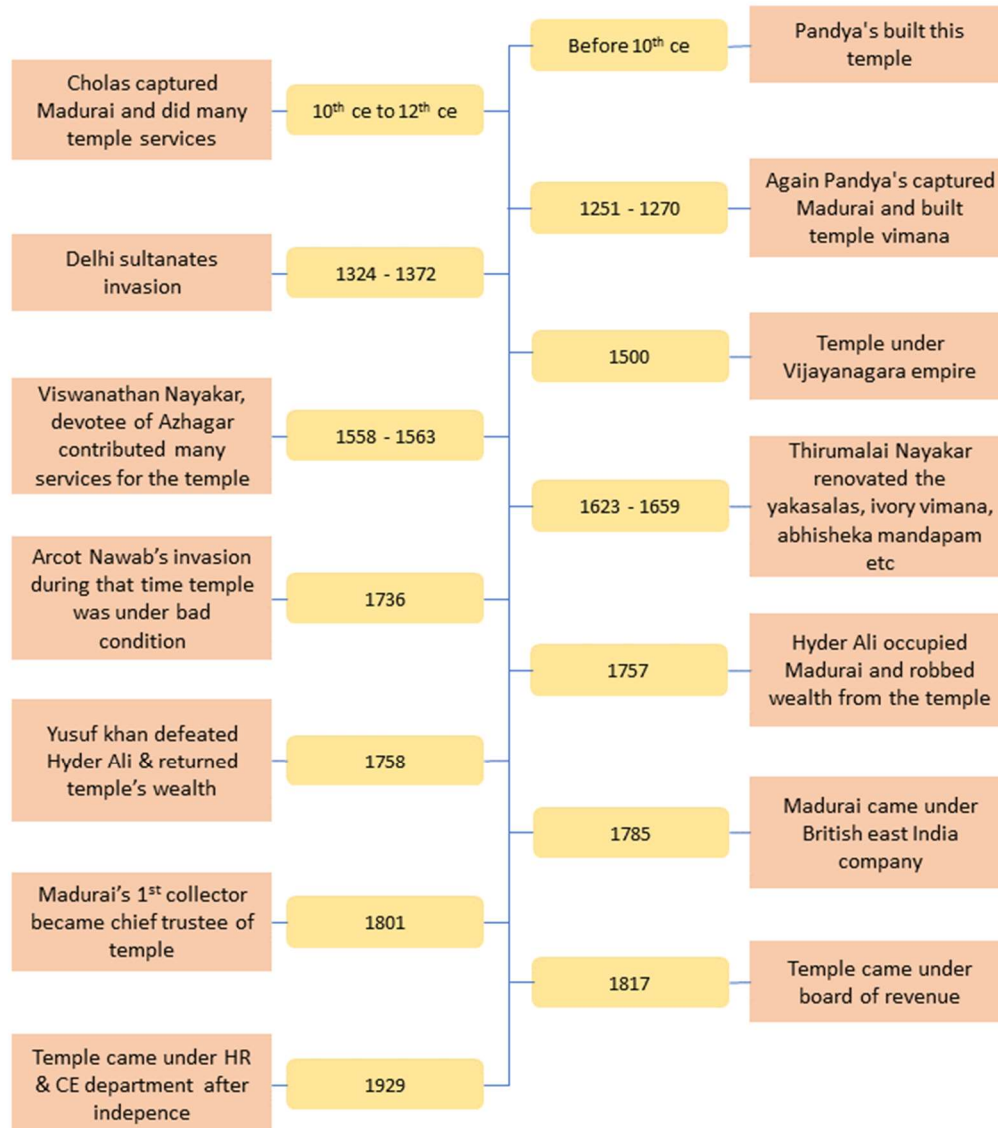 Before 10th ce
Pandya's built this
temple
Cholas captured
Madurai and did many
temple services
10th ce to 12th ce
1251 - 1270
Again Pandya's captured
Madurai and built
temple vimana
Delhi sultanates
invasion
1324 - 1372
1500
Temple under
Vijayanagara empire
Viswanathan Nayakar,
devotee of Azhagar
contributed many
services for the temple
1558 - 1563
1623 - 1659
Thirumalai Nayakar
renovated the
yakasalas, ivory vimana,
abhisheka mandapam
etc
Arcot Nawab’s invasion
during that time temple
was under bad
condition
1736
1757
Hyder Ali occupied
Madurai and robbed
wealth from the temple
Yusuf khan defeated
Hyder Ali & returned
temple’s wealth
1758
1785
Madurai came under
British east India
company
Madurai’s 1st collector
became chief trustee of
temple
1801
1817
Temple came under
board of revenue
Temple came under HR
& CE department after
indepence
1929